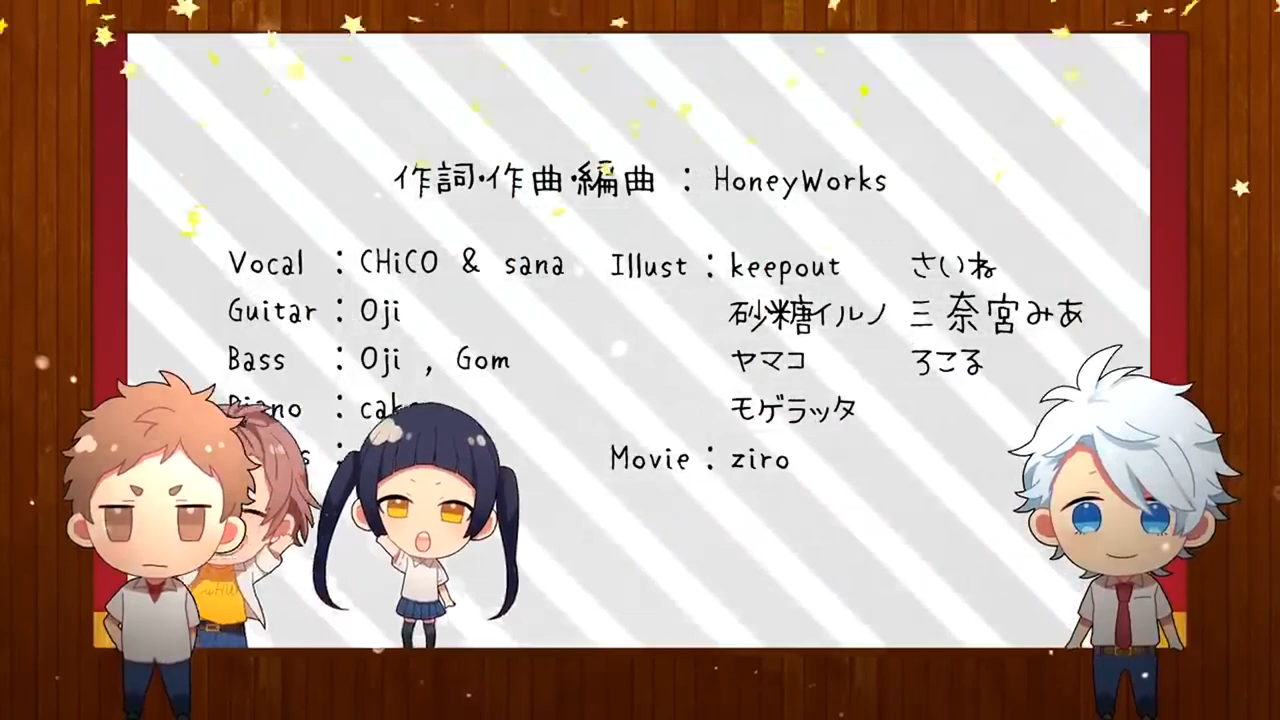 作詞・作曲・編曲 : HoneyWorks
Vocal : CHiCO & sana
Guitar : Oji
Bass : Oji , Gom
:
:
Illust : keepout さいね
砂糖イルノ 三奈宮みあ
ヤマコ ろこる
モゲラッタ
Movie : ziro